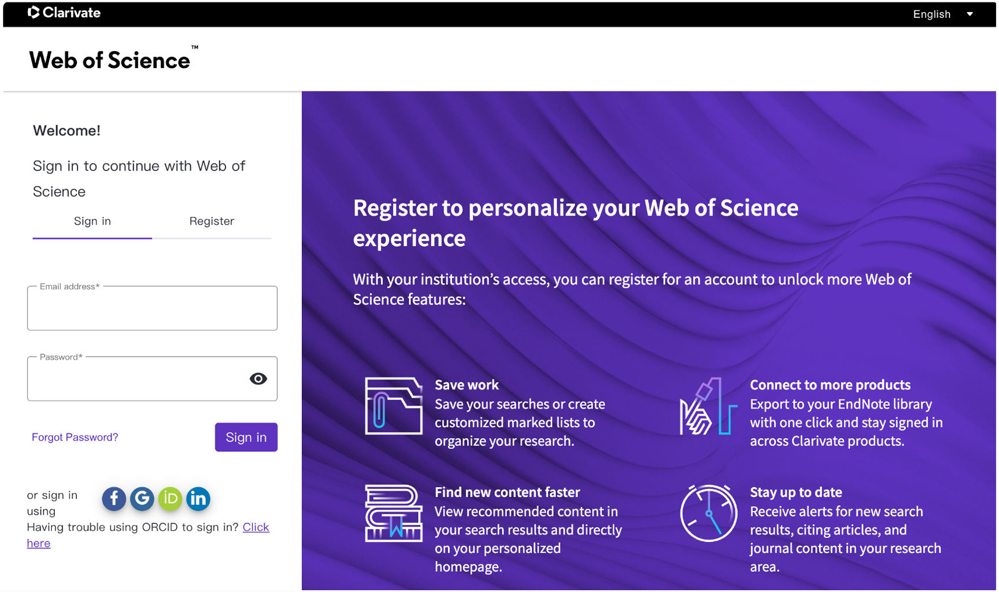 Clarivate
English
Web of Science™
Welcome!
Sign in to continue with Web of
Science
Sign in
Register
Email address*
Password*
Forgot Password?
Sign in
or sign in
using
f G iD in
Having trouble using ORCID to sign in? Click
here
Register to personalize your Web of Science
experience
With your institution’s access, you can register for an account to unlock more Web of
Science features:
Save work
Save your searches or create
customized marked lists to
organize your research.
Connect to more products
Export to your EndNote library
with one click and stay signed in
across Clarivate products.
Find new content faster
View recommended content in
your search results and directly
on your personalized
homepage.
Stay up to date
Receive alerts for new search
results, citing articles, and
journal content in your research
area.